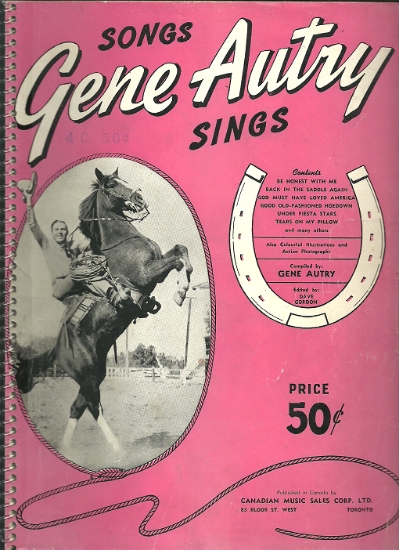 SONGS
Gene Autry
SINGS
Contents
BE HONEST WITH ME
BACK IN THE SADDLE AGAIN
GOD MUST HAVE LOVED AMERICA
GOOD OLD-FASHIONED HOEDOWN
UNDER FIESTA STARS
TEARS ON MY PILLOW
and many others
Also Colourful Illustrations and
Action Photographs
Compiled by:
GENE AUTRY
Edited by:
DAVE
GORDON
PRICE
50¢
Published in Canada by
CANADIAN MUSIC SALES CORP. LTD.
83 BLOOR ST. WEST TORONTO